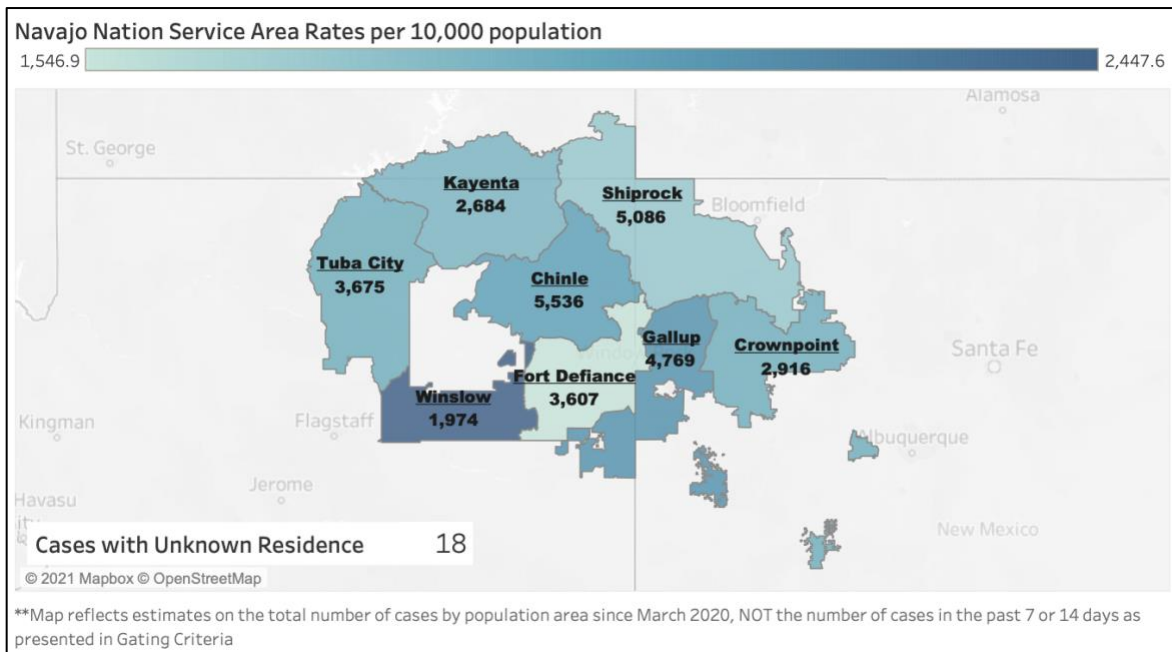 Navajo Nation Service Area Rates per 10,000 population
1,546.9
2,447.6
Alamosa
St. George
Kayenta
2,684
Shiprock
5,086
Bloomfield
Tuba City
3,675
Chinle
5,536
Gallup
4,769
Crownpoint
2,916
Santa Fe
Fort Defiance
3,607
Winslow
1,974
Kingman
Flagstaff
Albuquerque
Jerome
Havasu
New Mexico
Cases with Unknown Residence 18
© 2021 Mapbox © OpenStreetMap
**Map reflects estimates on the total number of cases by population area since March 2020, NOT the number of cases in the past 7 or 14 days as
presented in Gating Criteria